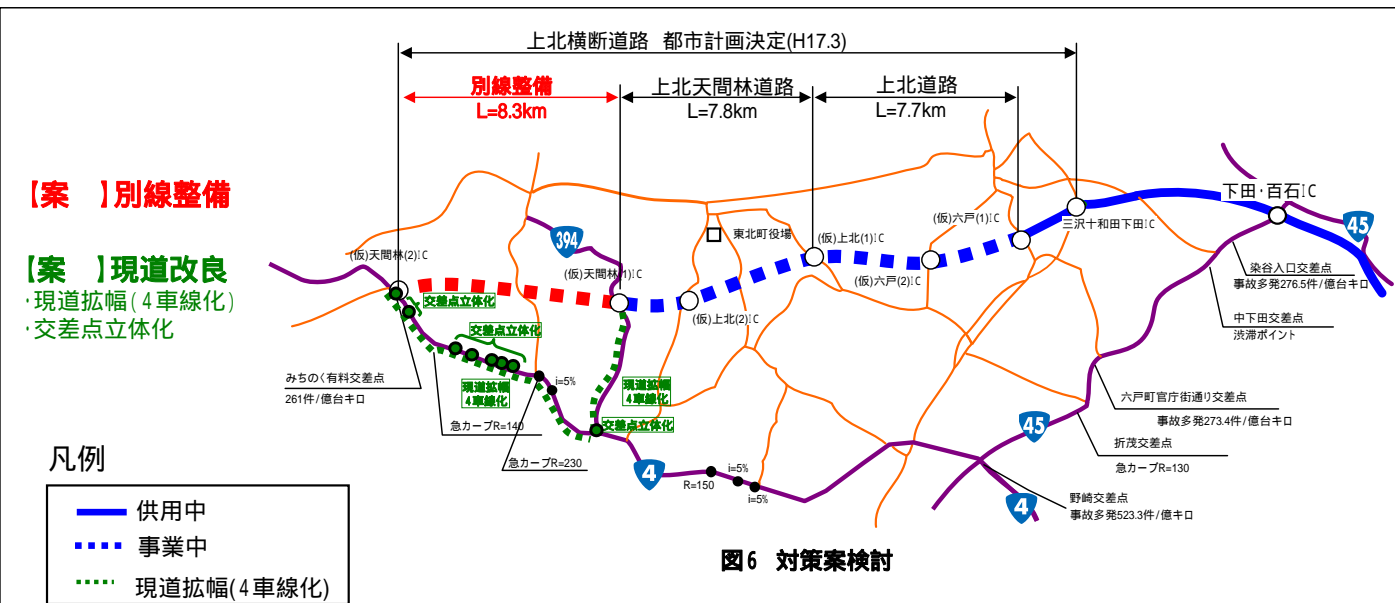 上北横断道路 都市計画決定(H17.3)
別線整備
L=8.3km
上北天間林道路
L=7.8km
上北道路
L=7.7km
【案 】別線整備
【案 】現道改良
・現道拡幅(4車線化)
・交差点立体化
394
(仮)天間林(2)IC
(仮)天間林(1)IC
東北町役場
(仮)上北(1)IC
(仮)上北(2)IC
(仮)六戸(1)IC
(仮)六戸(2)IC
三沢十和田下田IC
下田・百石IC
45
染谷入口交差点
事故多発276.5件/億台キロ
中下田交差点
渋滞ポイント
交差点立体化
交差点立体化
みちのく有料交差点
261件/億台キロ
現道拡幅
4車線化
i=5%
現道拡幅
4車線化
交差点立体化
急カーブR=140
急カーブR=230
4
i=5%
R=150
i=5%
六戸町官庁街通り交差点
事故多発273.4件/億台キロ
45
折茂交差点
急カーブR=130
4
野崎交差点
事故多発523.3件/億キロ
凡例
供用中
事業中
現道拡幅(4車線化)
図6 対策案検討